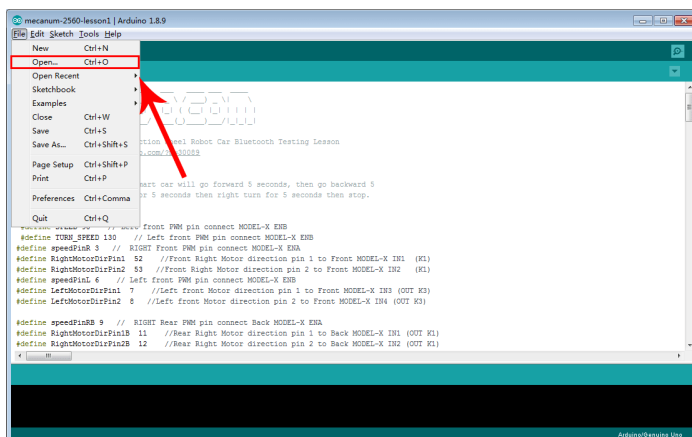 mecanum-2560-lesson1 | Arduino 1.8.9
File Edit Sketch Tools Help
New Ctrl+N
Open... Ctrl+O
Open Recent
Sketchbook
Examples
Close Ctrl+W
Save Ctrl+S
Save As... Ctrl+Shift+S
Page Setup Ctrl+Shift+P
Print Ctrl+P
Preferences Ctrl+Comma
Quit Ctrl+Q
Robot Car Bluetooth Testing Lesson
car will go forward 5 seconds, then go backward 5
5 seconds then right turn for 5 seconds then stop.
front PWM pin connect MODEL-X ENB
#define TURN_SPEED 130 // Left front PWM pin connect MODEL-X ENB
#define speedPinR 3 // RIGHT Front PWM pin connect MODEL-X ENA
#define RightMotorDirPin1 52 //Front Right Motor direction pin 1 to Front MODEL-X IN1 (K1)
#define RightMotorDirPin2 53 //Front Right Motor direction pin 2 to Front MODEL-X IN2 (K1)
#define speedPinL 6 // Left front PWM pin connect MODEL-X ENB
#define LeftMotorDirPin1 7 //Left front Motor direction pin 1 to Front MODEL-X IN3 (OUT K3)
#define LeftMotorDirPin2 8 //Left front Motor direction pin 2 to Front MODEL-X IN4 (OUT K3)
#define speedPinRB 9 // RIGHT Rear PWM pin connect Back MODEL-X ENA
#define RightMotorDirPin1B 11 //Rear Right Motor direction pin 1 to Back MODEL-X IN1 (OUT K1)
#define RightMotorDirPin2B 12 //Rear Right Motor direction pin 2 to Back MODEL-X IN2 (OUT K1)
Arduino/Genuino Uno